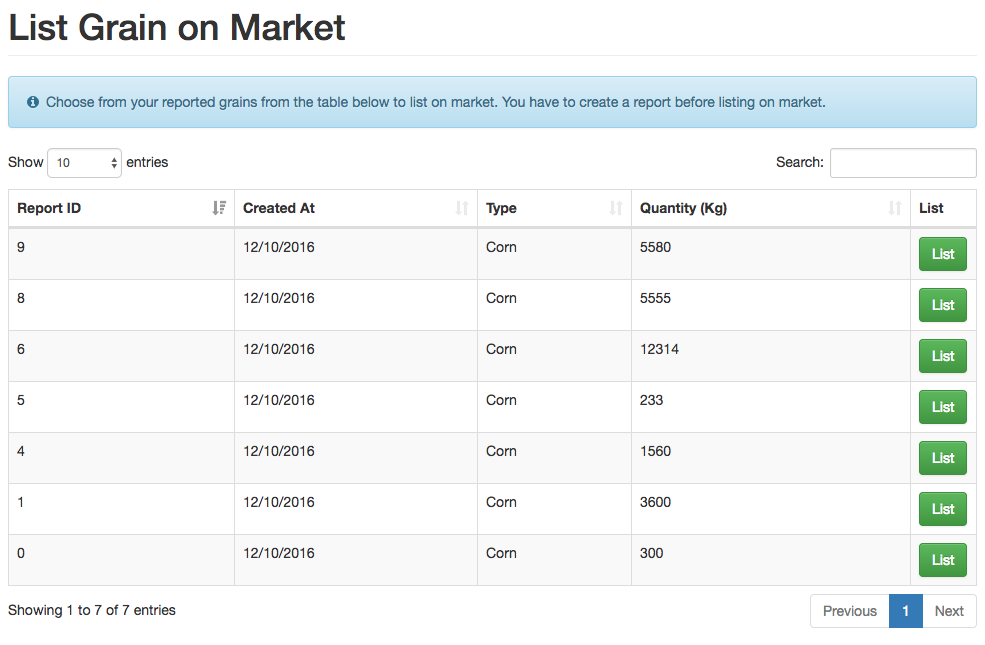 List Grain on Market
Choose from your reported grains from the table below to list on market. You have to create a report before listing on market.
Show 10 entries Search:
Report ID Created At Type Quantity (Kg) List
9 12/10/2016 Corn 5580 List
8 12/10/2016 Corn 5555 List
6 12/10/2016 Corn 12314 List
5 12/10/2016 Corn 233 List
4 12/10/2016 Corn 1560 List
1 12/10/2016 Corn 3600 List
0 12/10/2016 Corn 300 List
Showing 1 to 7 of 7 entries Previous 1 Next